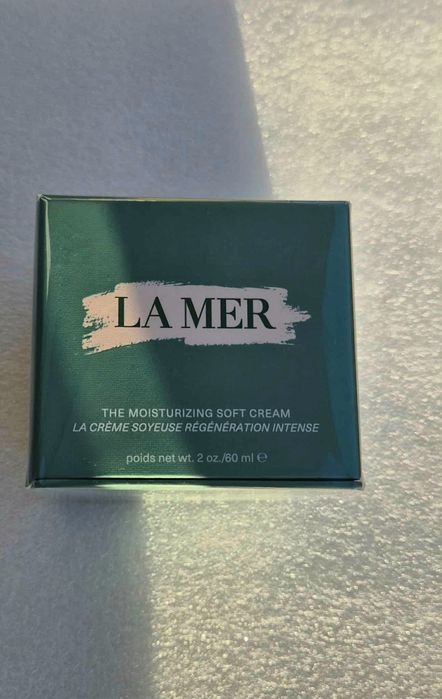 LA MER
THE MOISTURIZING SOFT CREAM
LA CRÈME SOYEUSE RÉGÉNÉRATION INTENSE
poids net wt. 2 oz./60 ml ℮